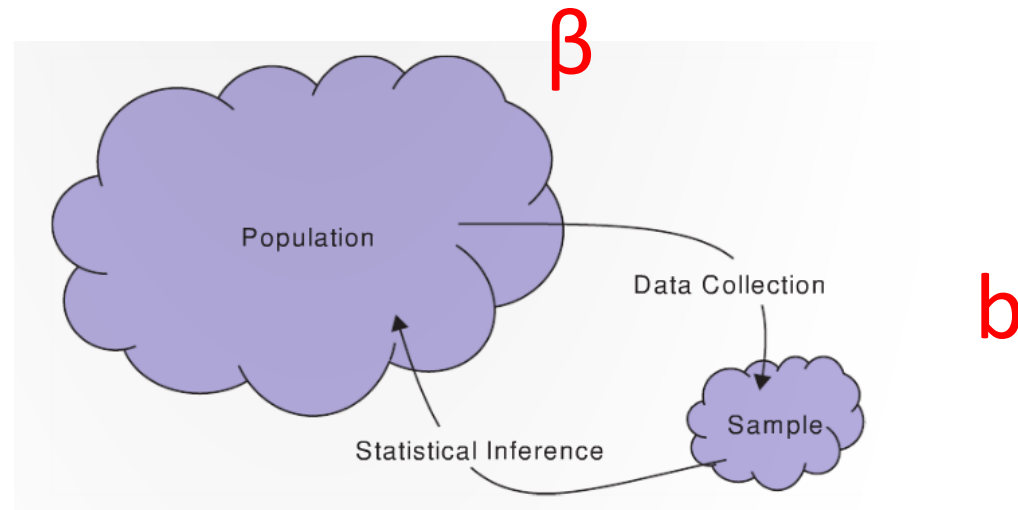 β
Population
Data Collection
b
Sample
Statistical Inference